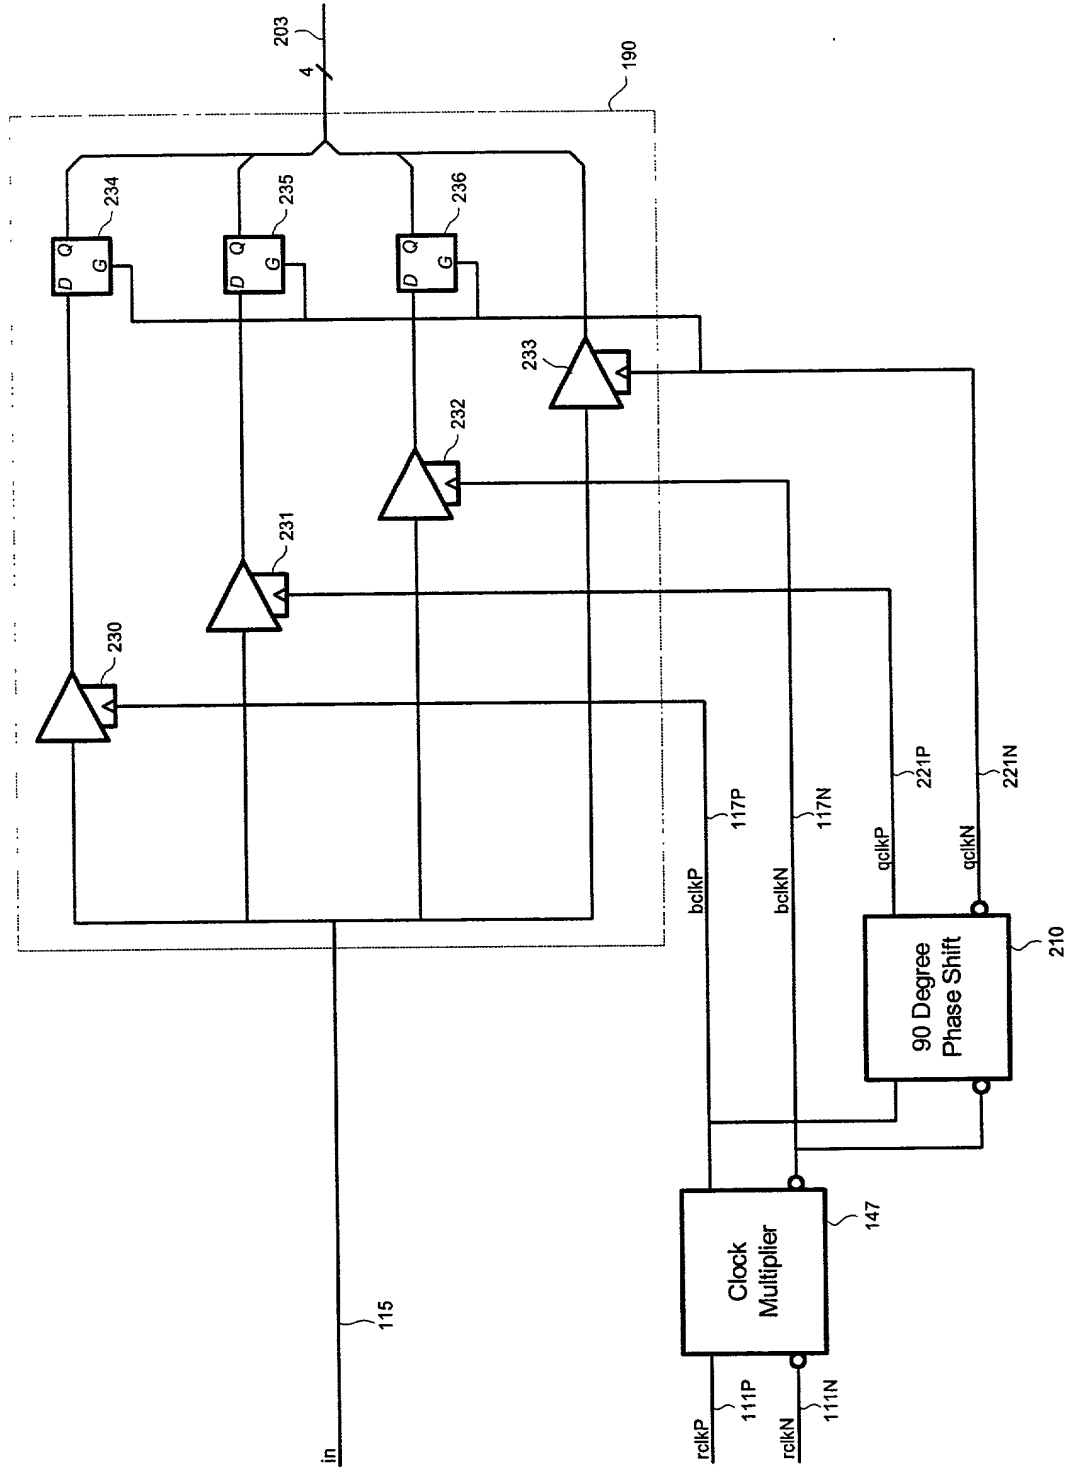 in
115
rclkP
111P
rclkN
111N
Clock
Multiplier
147
90 Degree
Phase Shift
210
bclkP
117P
bclkN
117N
qclkP
221P
qclkN
221N
230
231
232
233
D
Q
G
234
D
Q
G
235
D
Q
G
236
190
4
203